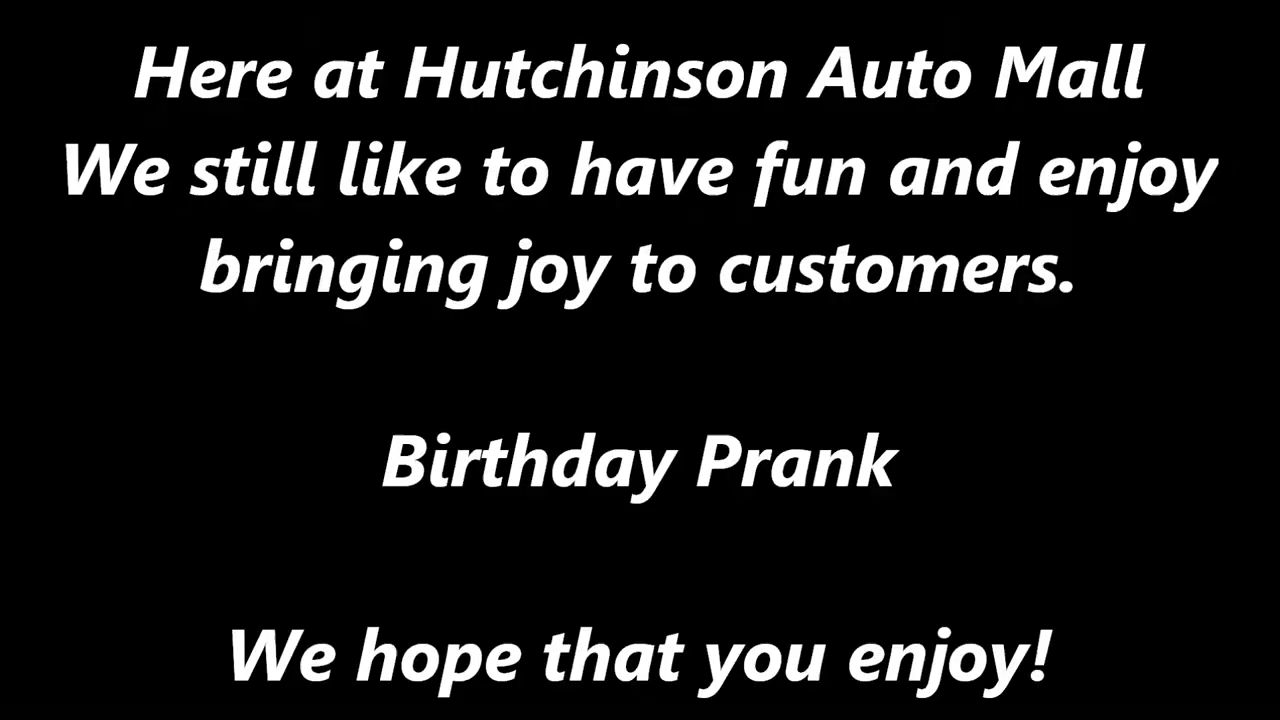 Here at Hutchinson Auto Mall
We still like to have fun and enjoy
bringing joy to customers.
Birthday Prank
We hope that you enjoy!